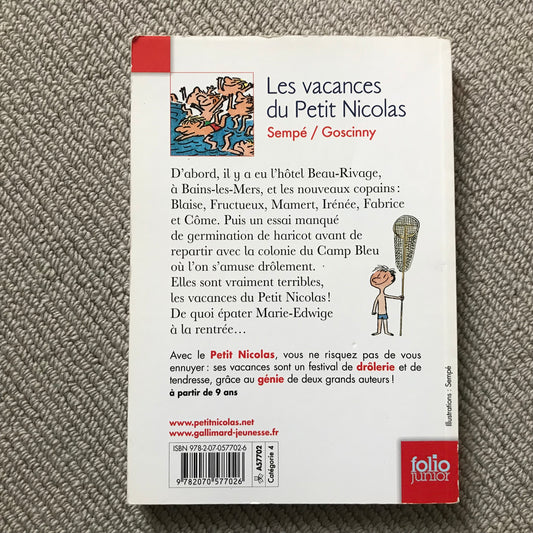 Les vacances
du Petit Nicolas
Sempé / Goscinny
D'abord, il y a eu l'hôtel Beau-Rivage,
à Bains-les-Mers, et les nouveaux copains :
Blaise, Fructueux, Mamert, Irénée, Fabrice
et Côme. Puis un essai manqué
de germination de haricot avant de
repartir avec la colonie du Camp Bleu
où l'on s'amuse drôlement.
Elles sont vraiment terribles,
les vacances du Petit Nicolas !
De quoi épater Marie-Edwige
à la rentrée…
Avec le Petit Nicolas, vous ne risquez pas de vous
ennuyer : ses vacances sont un festival de drôlerie et de
tendresse, grâce au génie de deux grands auteurs !
à partir de 9 ans
Illustrations : Sempé
www.petitnicolas.net
www.gallimard-jeunesse.fr
ISBN 978-2-07-057702-6
9 782070 577026
A57702
Catégorie 4
folio
junior